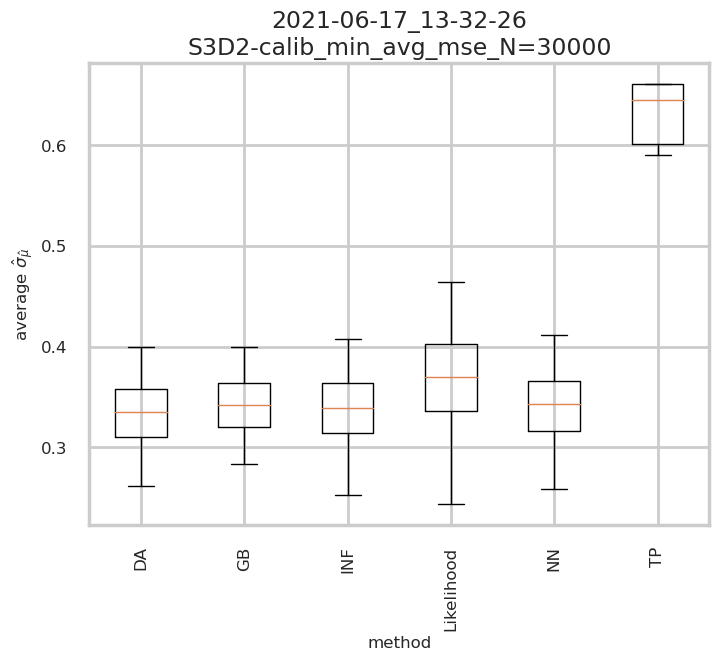 2021-06-17_13-32-26
S3D2-calib_min_avg_mse_N=30000
0.6
0.5
0.4
0.3
average σ̂_μ̂
DA
GB
INF
Likelihood
NN
TP
method